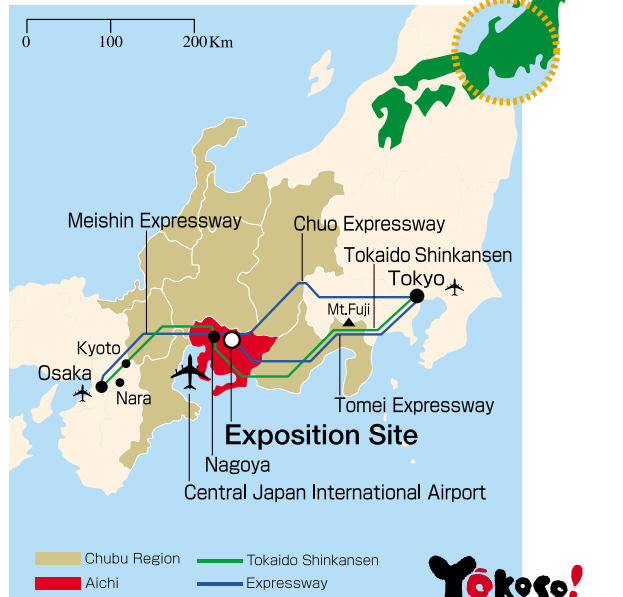 0 100 200Km
Meishin Expressway
Chuo Expressway
Tokaido Shinkansen
Tokyo
Mt.Fuji
Kyoto
Osaka
Nara
Tomei Expressway
Exposition Site
Nagoya
Central Japan International Airport
Chubu Region
Tokaido Shinkansen
Aichi
Expressway
Yōkoso!